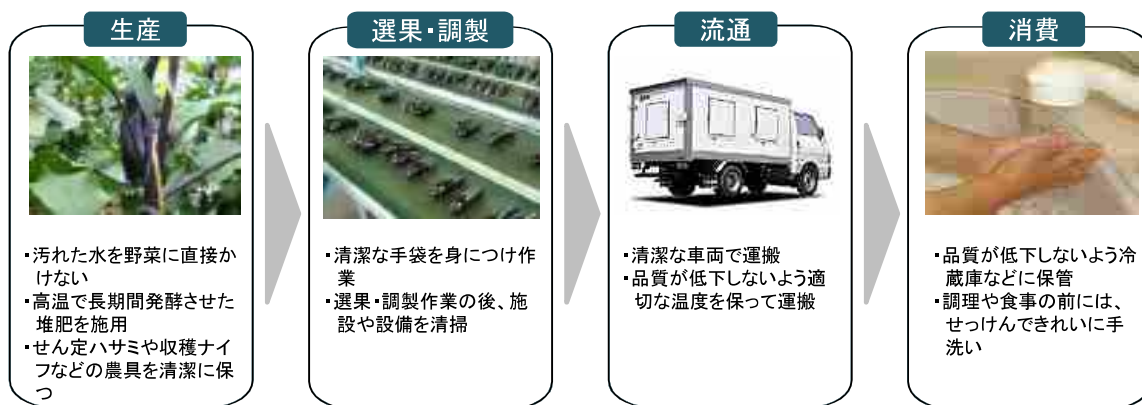 生産
・汚れた水を野菜に直接か
けない
・高温で長期間発酵させた
堆肥を施用
・せん定ハサミや収穫ナイ
フなどの農具を清潔に保
つ
選果・調製
・清潔な手袋を身につけ作
業
・選果・調製作業の後、施
設や設備を清掃
流通
・清潔な車両で運搬
・品質が低下しないよう適
切な温度を保って運搬
消費
・品質が低下しないよう冷
蔵庫などに保管
・調理や食事の前には、
せっけんできれいに手
洗い